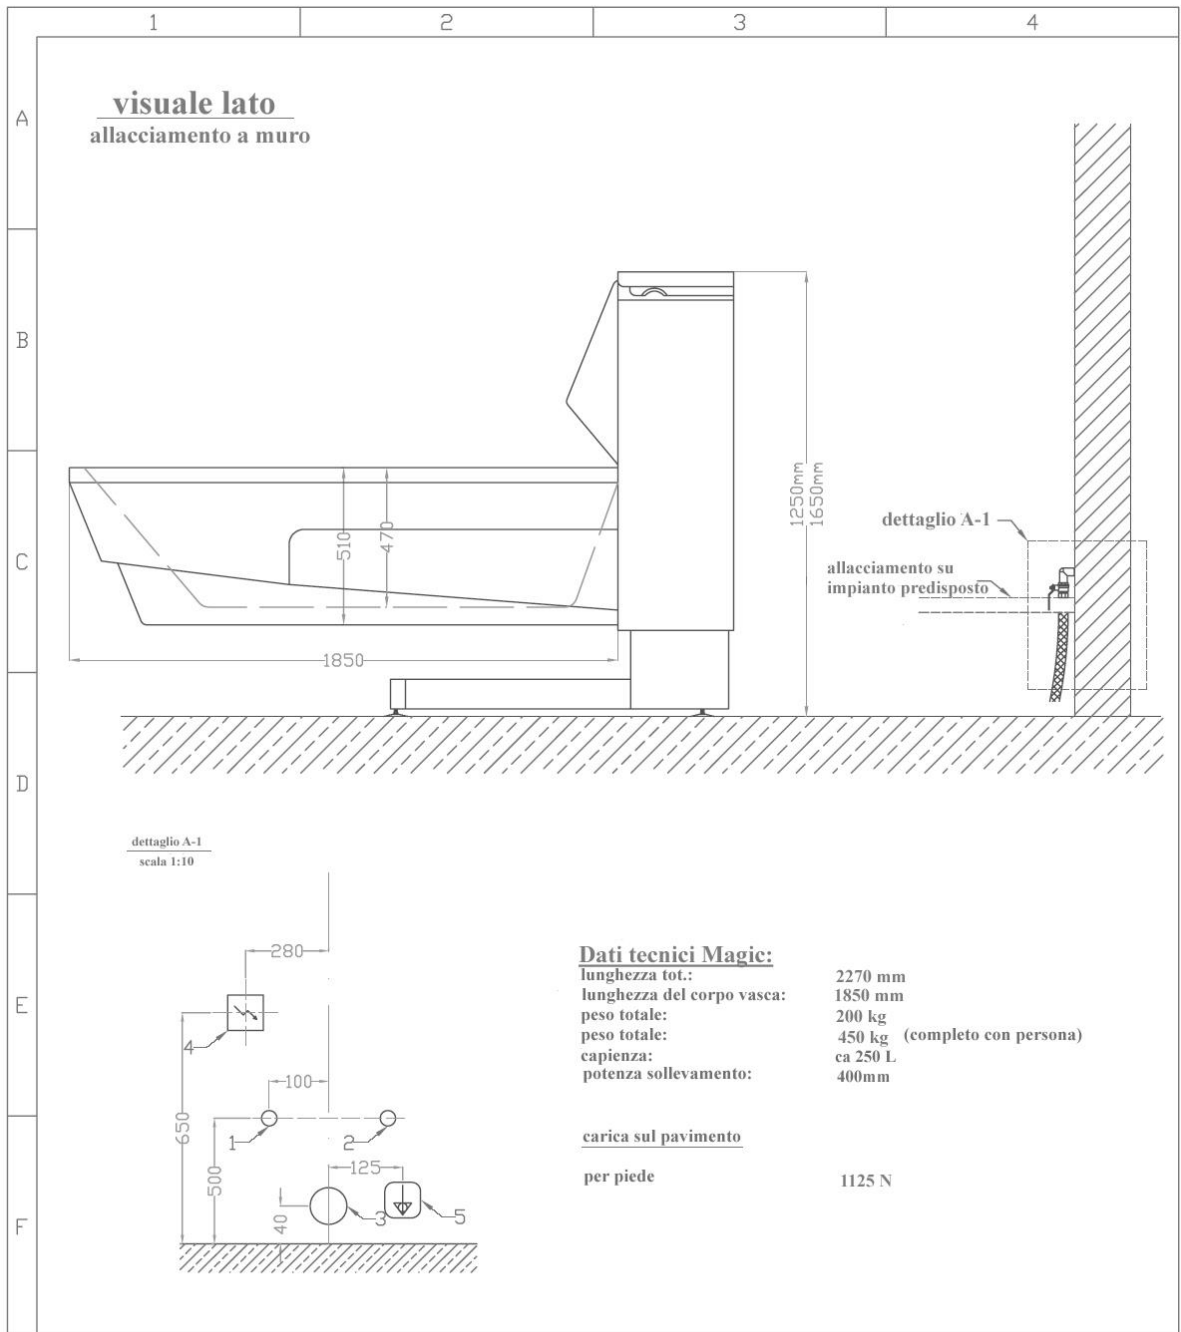 1 2 3 4
A
visuale lato
allacciamento a muro
B
1250mm
1650mm
C
510
470
dettaglio A-1
allacciamento su
impianto predisposto
1850
D
dettaglio A-1
scala 1:10
280
E
4
100
650
1
2
500
125
40
3
5
F
Dati tecnici Magic:
lunghezza tot.: 2270 mm
lunghezza del corpo vasca: 1850 mm
peso totale: 200 kg
peso totale: 450 kg (completo con persona)
capienza: ca 250 L
potenza sollevamento: 400mm
carica sul pavimento
per piede 1125 N